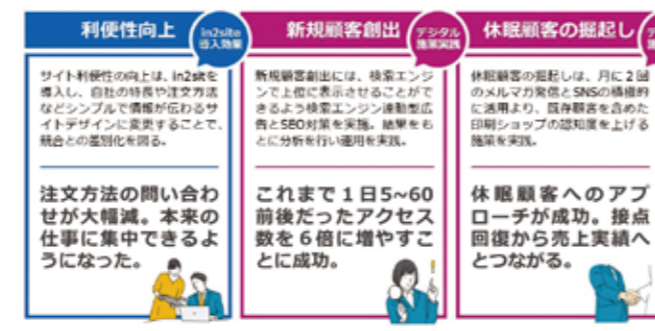 利便性向上
in2site
導入効果
サイト利便性の向上は、in2siteを
導入し、自社の特長や注文方法
などシンプルで情報が伝わるサ
イトデザインに変更することで、
競合との差別化を図る。
注文方法の問い合わ
せが大幅減。本来の
仕事に集中できるよ
うになった。
新規顧客創出
デジタル
施策実践
新規顧客創出には、検索エンジ
ンで上位に表示させることがで
きるよう検索エンジン連動型広
告とSEO対策を実施。結果をも
とに分析を行い運用を実践。
これまで1日5~60
前後だったアクセス
数を6倍に増やすこ
とに成功。
休眠顧客の掘起し
休眠顧客の掘起しは、月に2回
のメルマガ発信とSNSの積極的
に活用より、既存顧客を含めた
印刷ショップの認知度を上げる
施策を実践。
休眠顧客へのアプ
ローチが成功。接点
回復から売上実績へ
とつながる。